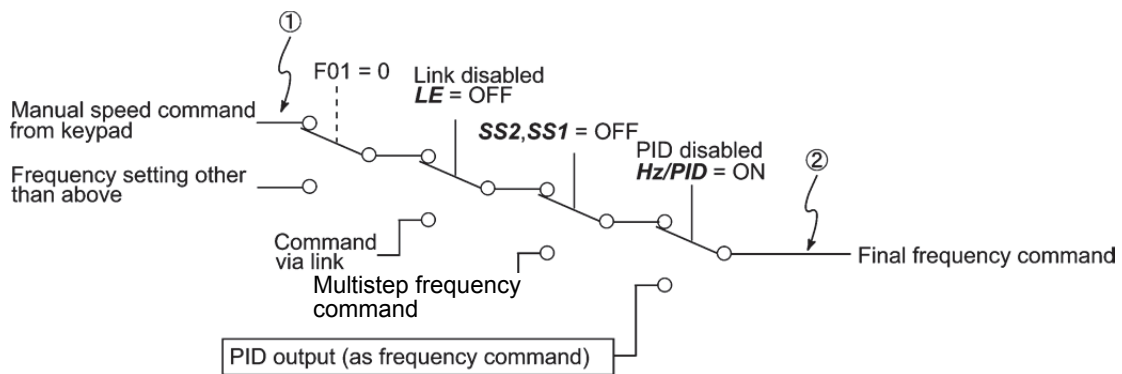 ①
F01 = 0
Link disabled
LE = OFF
Manual speed command
from keypad
SS2,SS1 = OFF
PID disabled
Hz/PID = ON
②
Frequency setting other
than above
Command
via link
Multistep frequency
command
Final frequency command
PID output (as frequency command)